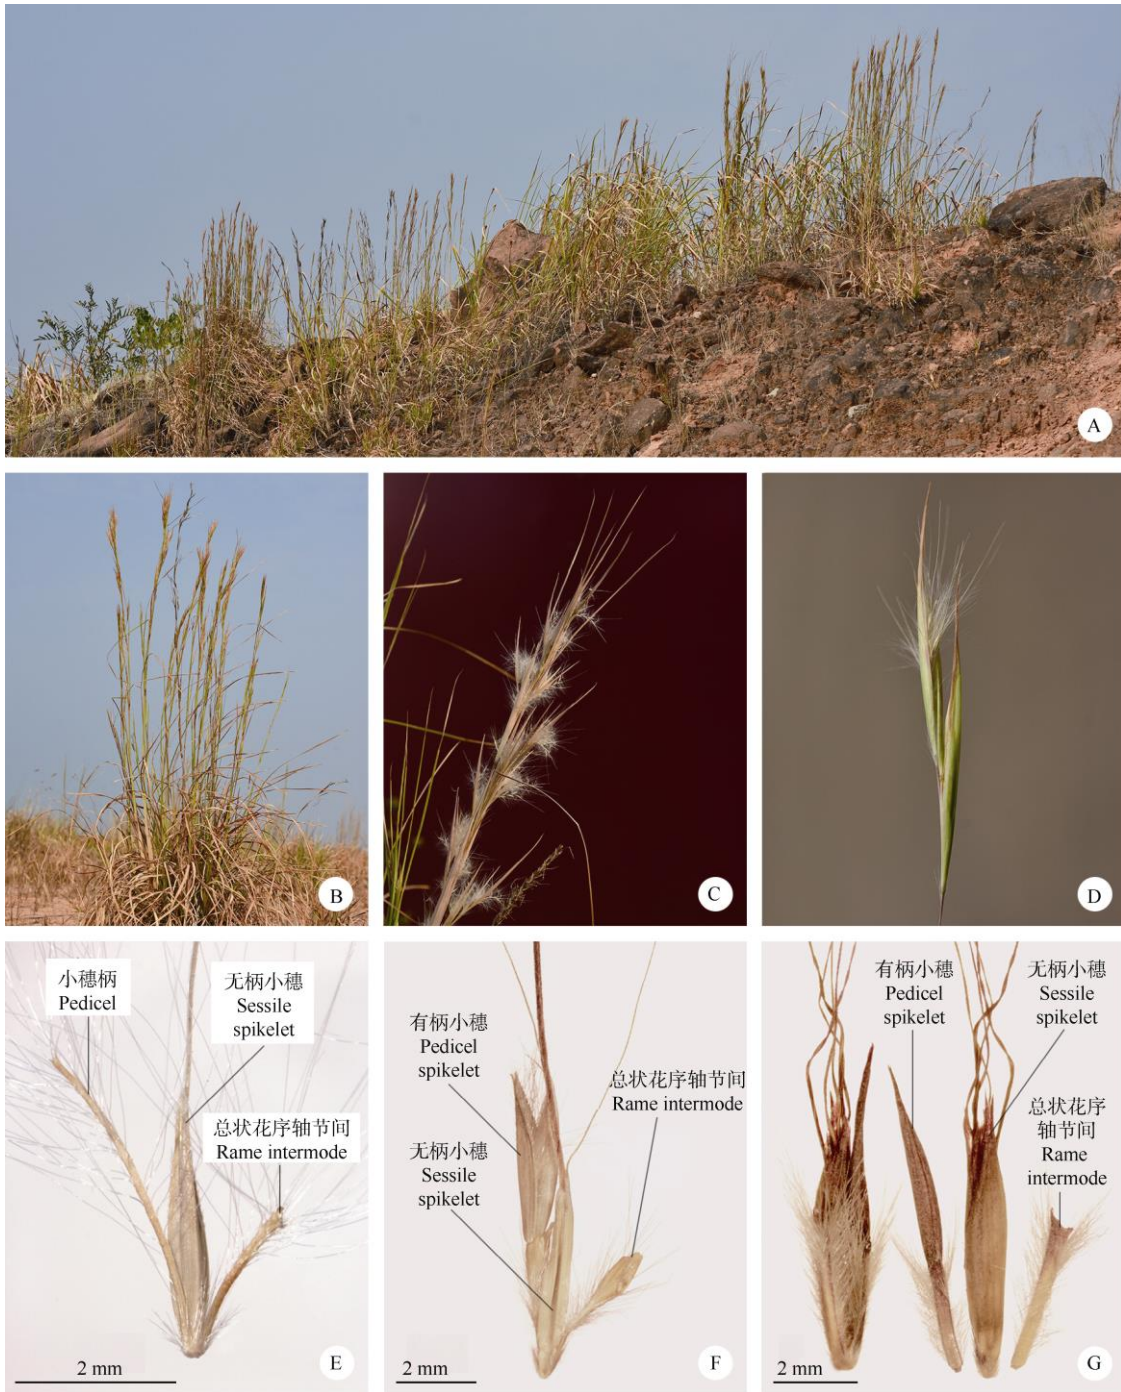 A
B
C
D
小穗柄
Pedicel
无柄小穗
Sessile
spikelet
总状花序轴节间
Rame intermode
2 mm
E
有柄小穗
Pedicel
spikelet
无柄小穗
Sessile
spikelet
总状花序轴节间
Rame intermode
2 mm
F
有柄小穗
Pedicel
spikelet
无柄小穗
Sessile
spikelet
总状花序
轴节间
Rame
intermode
2 mm
G